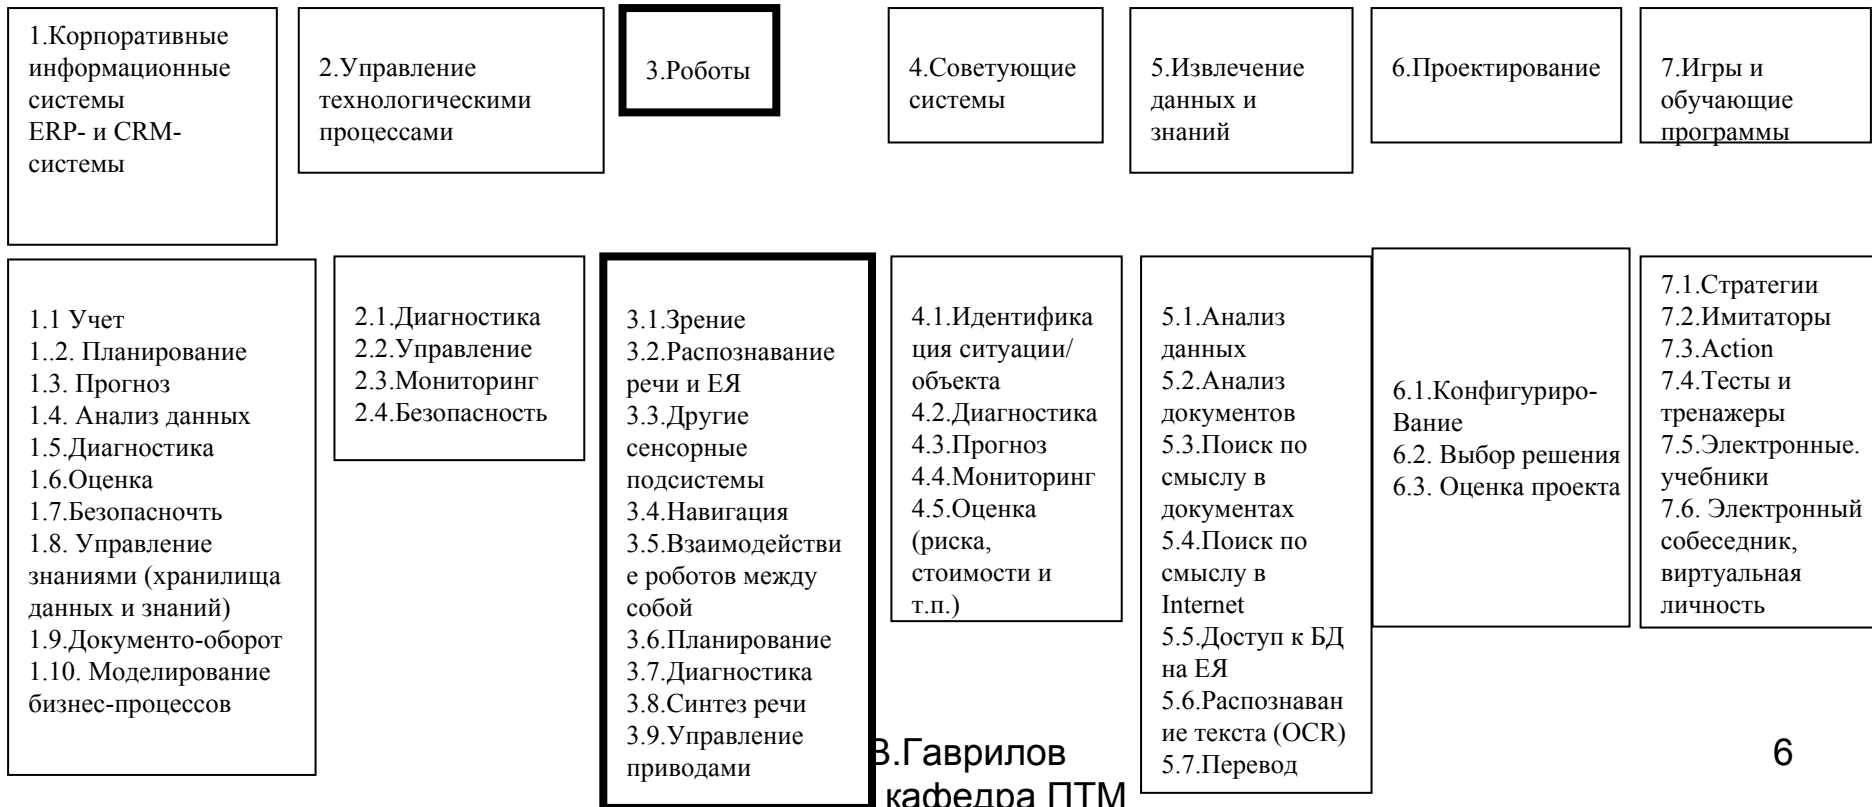 1.Корпоративные
информационные
системы
ERP- и CRM-
системы
2.Управление
технологическими
процессами
3.Роботы
4.Советующие
системы
5.Извлечение
данных и
знаний
6.Проектирование
7.Игры и
обучающие
программы
1.1 Учет
1..2. Планирование
1.3. Прогноз
1.4. Анализ данных
1.5.Диагностика
1.6.Оценка
1.7.Безопасночть
1.8. Управление
знаниями (хранилища
данных и знаний)
1.9.Документо-оборот
1.10. Моделирование
бизнес-процессов
2.1.Диагностика
2.2.Управление
2.3.Мониторинг
2.4.Безопасность
3.1.Зрение
3.2.Распознавание
речи и ЕЯ
3.3.Другие
сенсорные
подсистемы
3.4.Навигация
3.5.Взаимодействи
е роботов между
собой
3.6.Планирование
3.7.Диагностика
3.8.Синтез речи
3.9.Управление
приводами
4.1.Идентифика
ция ситуации/
объекта
4.2.Диагностика
4.3.Прогноз
4.4.Мониторинг
4.5.Оценка
(риска,
стоимости и
т.п.)
5.1.Анализ
данных
5.2.Анализ
документов
5.3.Поиск по
смыслу в
документах
5.4.Поиск по
смыслу в
Internet
5.5.Доступ к БД
на ЕЯ
5.6.Распознаван
ие текста (OCR)
5.7.Перевод
6.1.Конфигуриро-
Вание
6.2. Выбор решения
6.3. Оценка проекта
7.1.Стратегии
7.2.Имитаторы
7.3.Action
7.4.Тесты и
тренажеры
7.5.Электронные.
учебники
7.6. Электронный
собеседник,
виртуальная
личность
В.Гаврилов
кафедра ПТМ
6